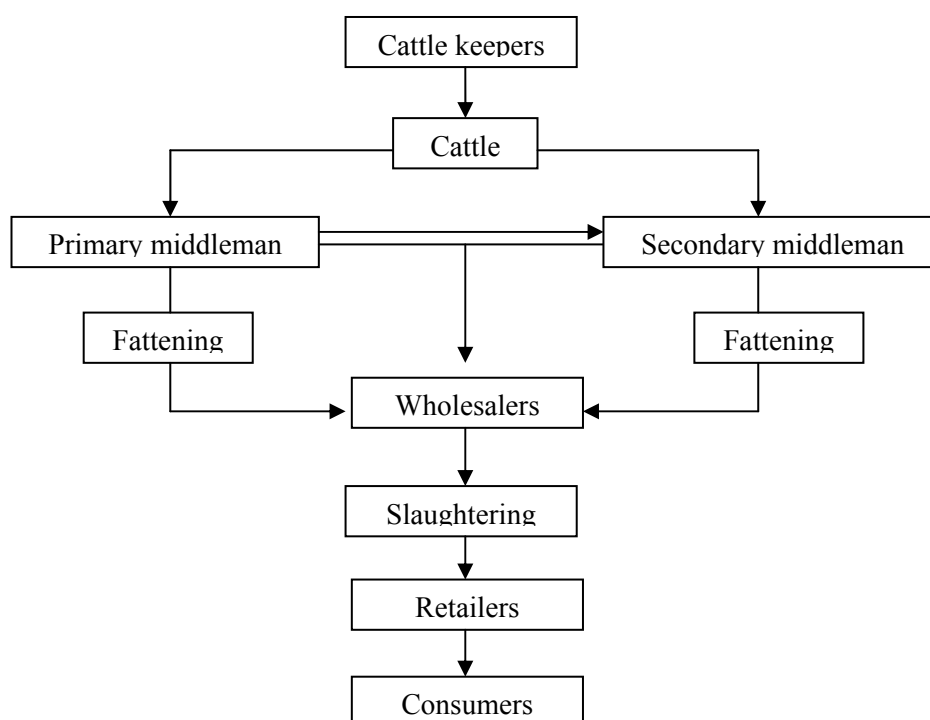 Cattle keepers
Cattle
Primary middleman
Secondary middleman
Fattening
Fattening
Wholesalers
Slaughtering
Retailers
Consumers